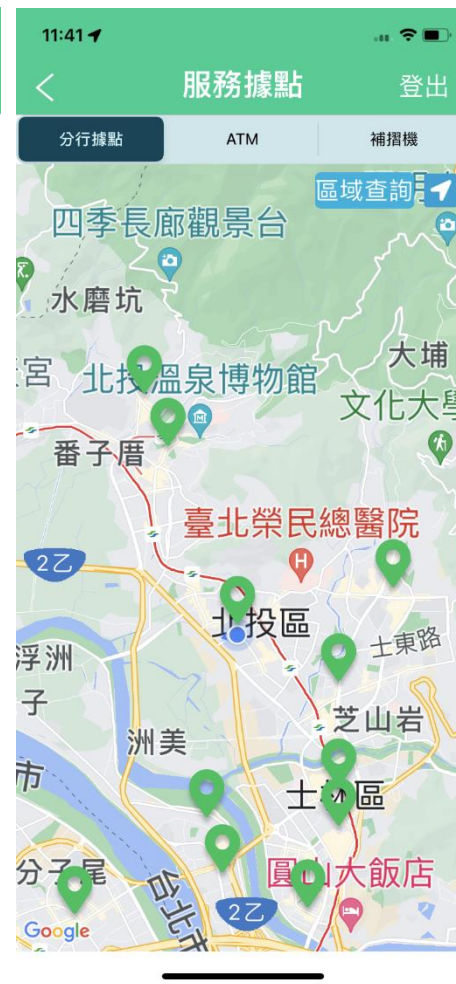 11:41
服務據點
登出
分行據點
ATM
補摺機
區域查詢
四季長廊觀景台
水磨坑
大埔
宮
北投溫泉博物館
文化大學
番子厝
臺北榮民總醫院
2乙
H
北投區
士東路
浮洲
子
芝山岩
洲美
市
士林區
分子尾
圓山大飯店
台北市
2乙
Google